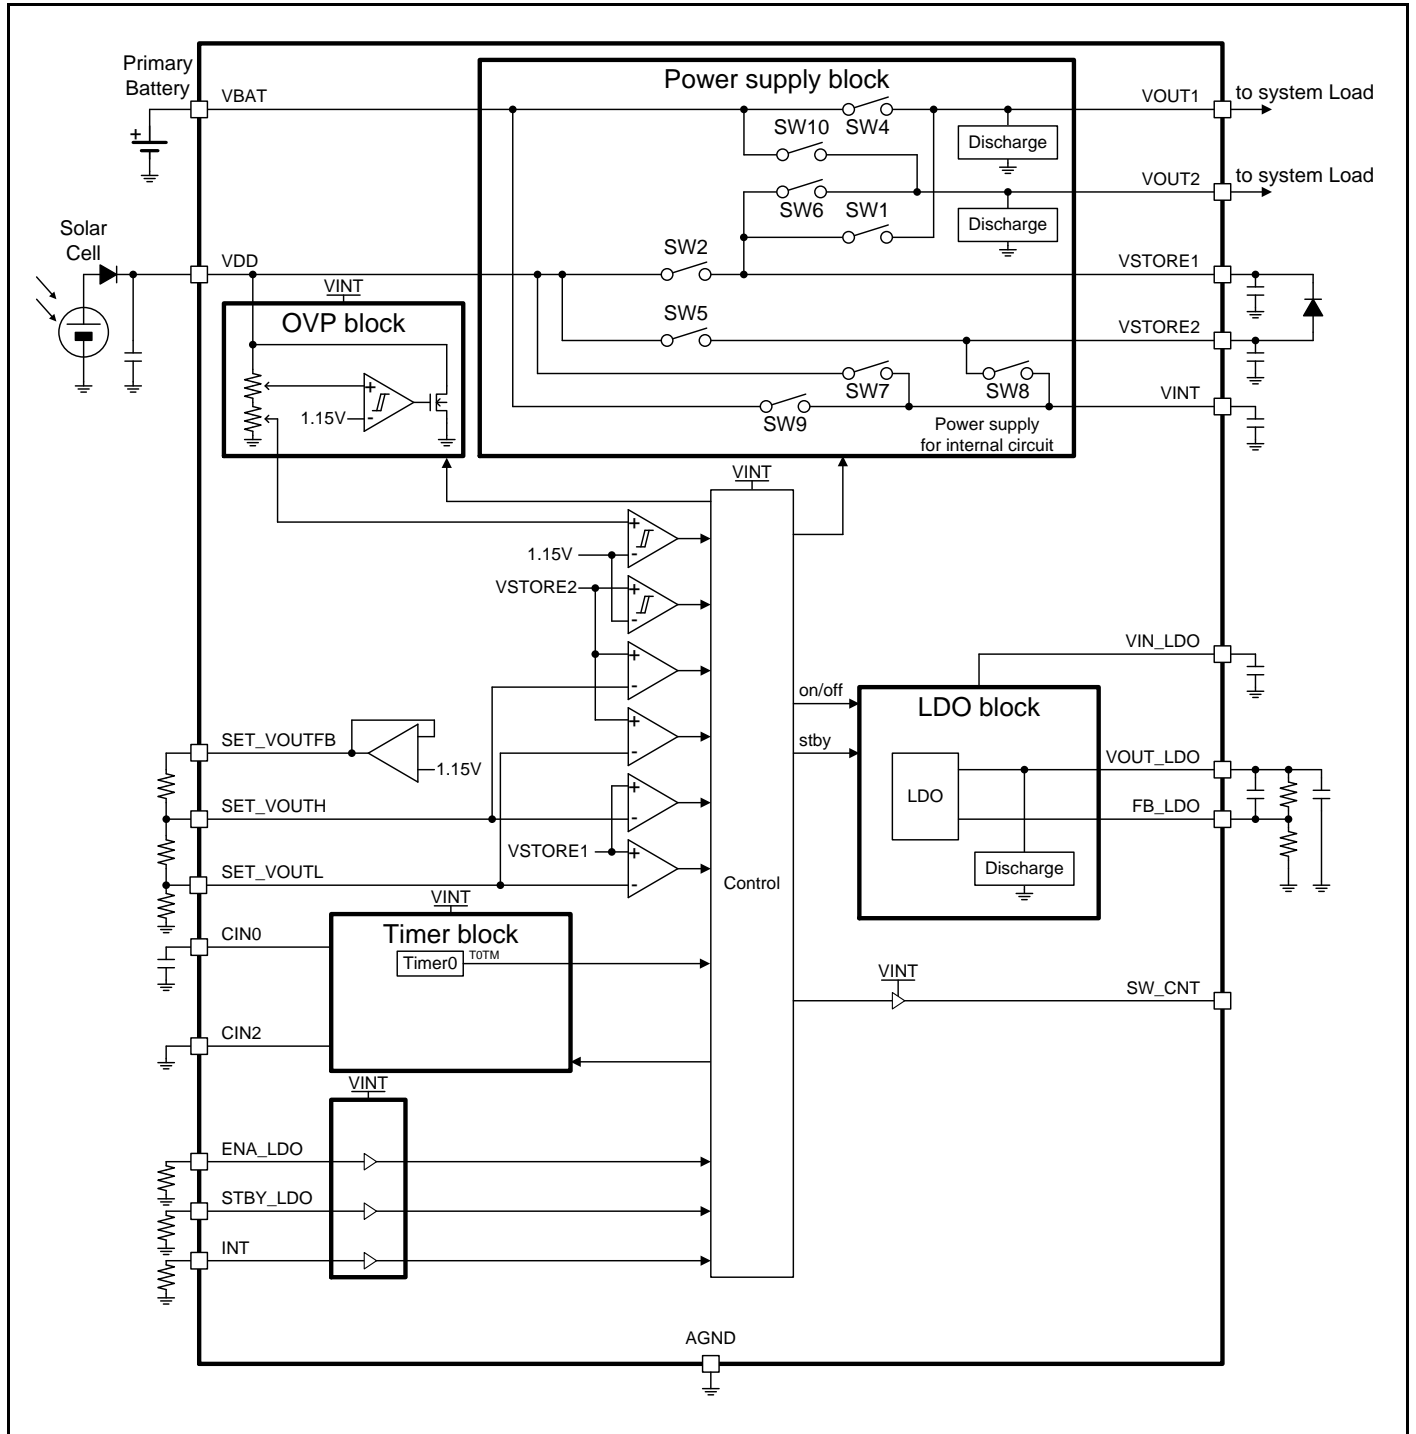 Primary
Battery
VBAT
+
Power supply block
SW10
SW4
VOUT1
to system Load
Discharge
SW6
SW1
VOUT2
to system Load
Discharge
Solar
Cell
VDD
SW2
VSTORE1
VINT
OVP block
+
1.15V
-
SW5
VSTORE2
SW7
SW8
SW9
VINT
Power supply
for internal circuit
VINT
+
1.15V
-
VSTORE2
+
-
+
-
+
-
SET_VOUTFB
1.15V
SET_VOUTH
+
-
VSTORE1
+
-
SET_VOUTL
Control
on/off
stby
VIN_LDO
LDO block
LDO
VOUT_LDO
FB_LDO
Discharge
VINT
CIN0
Timer block
Timer0
T0TM
CIN2
VINT
SW_CNT
VINT
ENA_LDO
STBY_LDO
INT
AGND